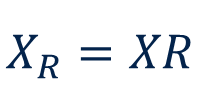 X_R = XR